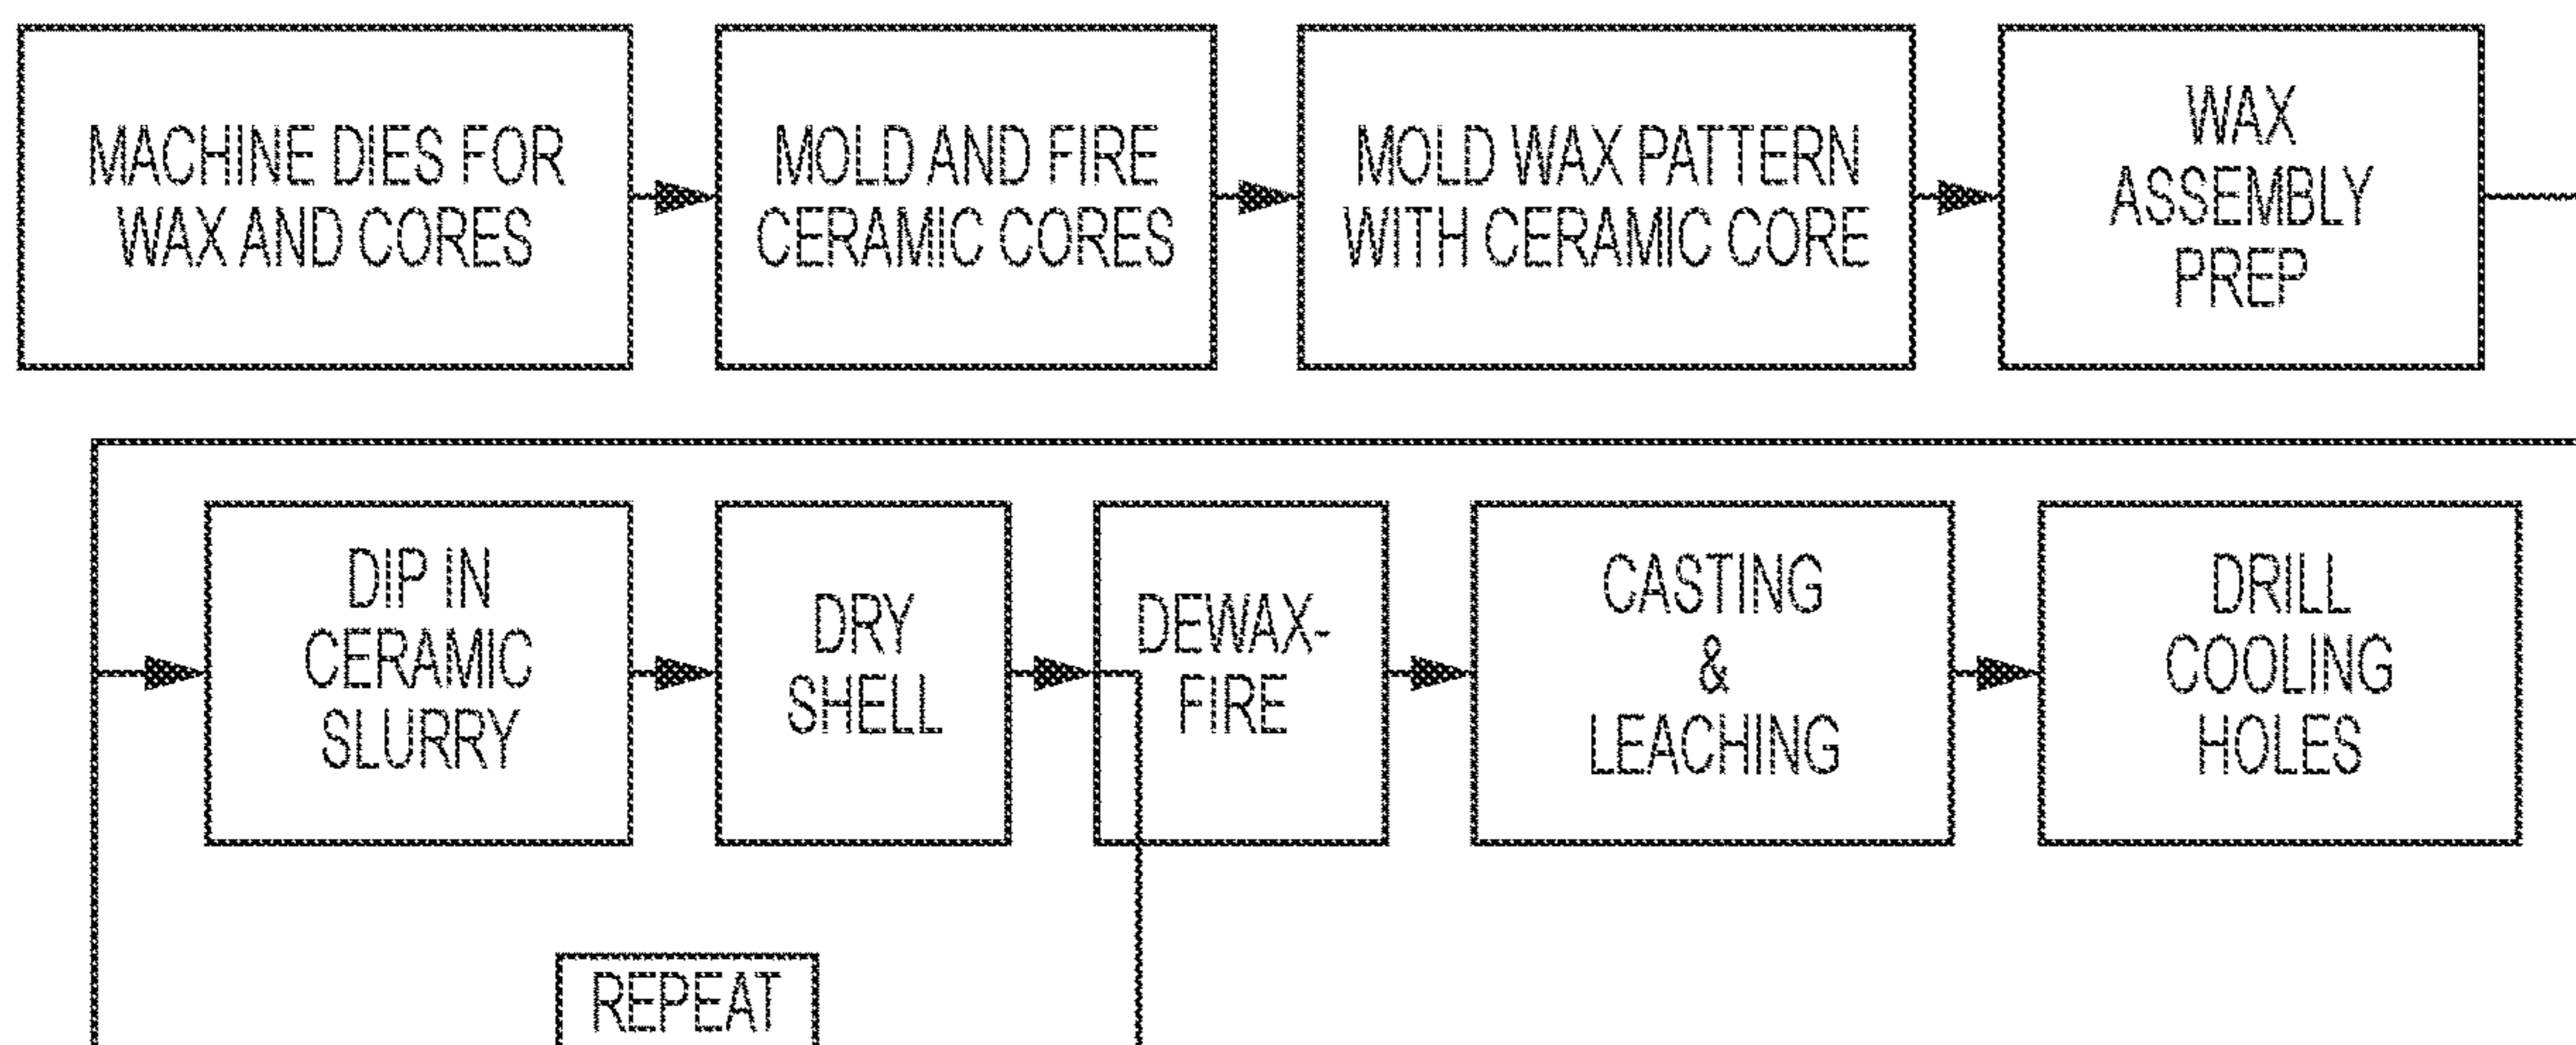 MACHINE DIES FOR
WAX AND CORES
MOLD AND FIRE
CERAMIC CORES
MOLD WAX PATTERN
WITH CERAMIC CORE
WAX
ASSEMBLY
PREP
DIP IN
CERAMIC
SLURRY
DRY
SHELL
DEWAX-
FIRE
CASTING
&
LEACHING
DRILL
COOLING
HOLES
REPEAT